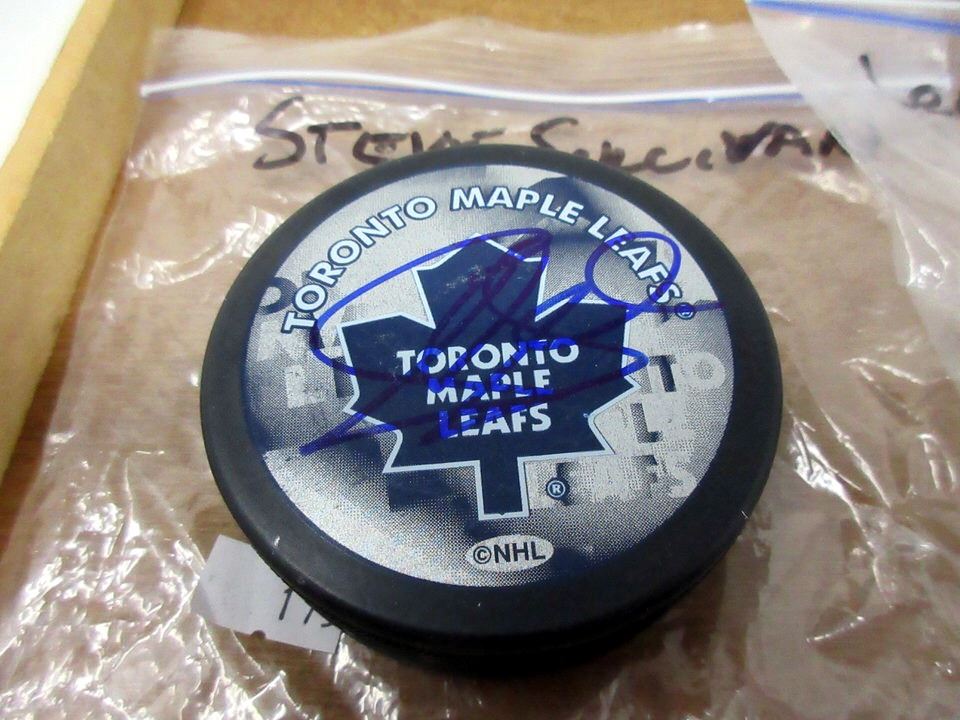 STEVE SULLIVAN
TORONTO MAPLE LEAFS ®
TORONTO
MAPLE
LEAFS
®
©NHL